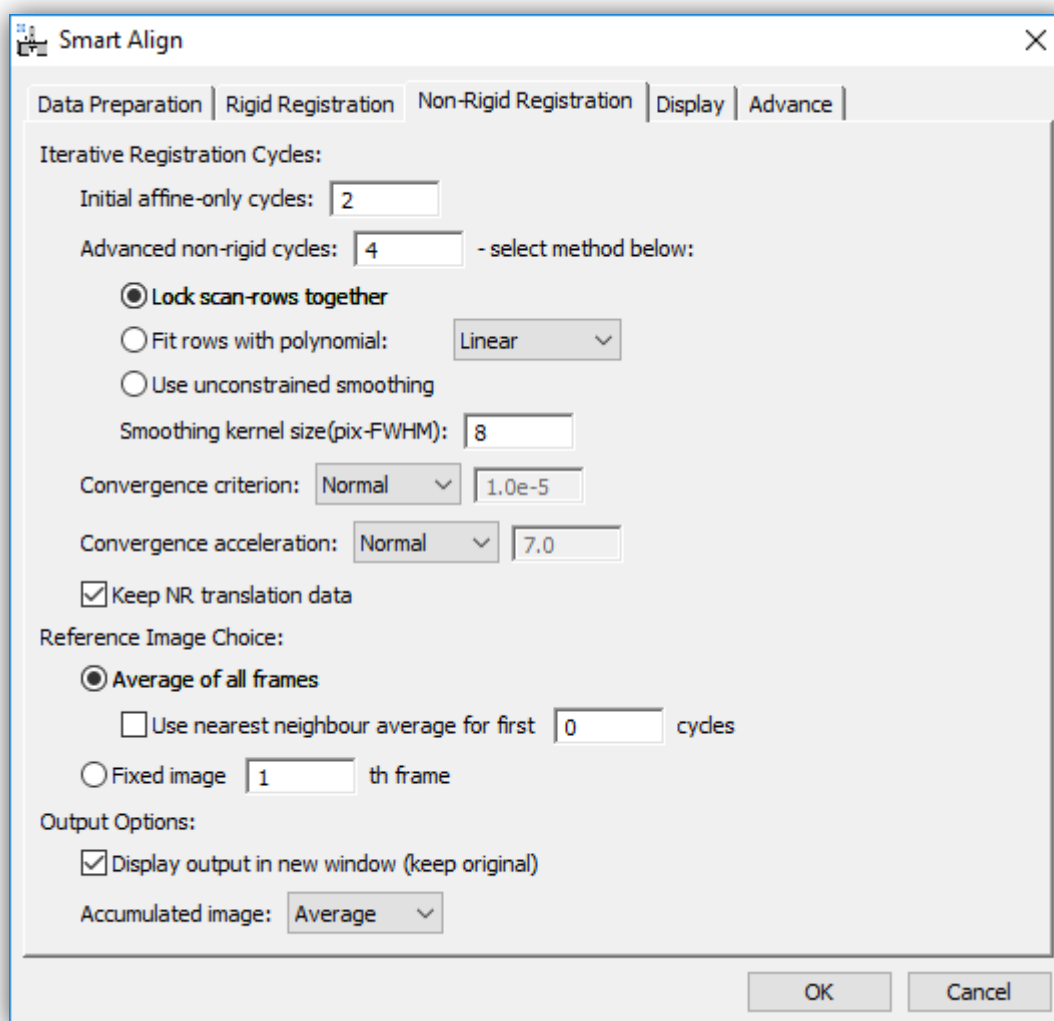 Smart Align
Data Preparation Rigid Registration Non-Rigid Registration Display Advance
Iterative Registration Cycles:
Initial affine-only cycles: 2
Advanced non-rigid cycles: 4 - select method below:
Lock scan-rows together
Fit rows with polynomial: Linear
Use unconstrained smoothing
Smoothing kernel size(pix-FWHM): 8
Convergence criterion: Normal 1.0e-5
Convergence acceleration: Normal 7.0
Keep NR translation data
Reference Image Choice:
Average of all frames
Use nearest neighbour average for first 0 cycles
Fixed image 1 th frame
Output Options:
Display output in new window (keep original)
Accumulated image: Average
OK Cancel